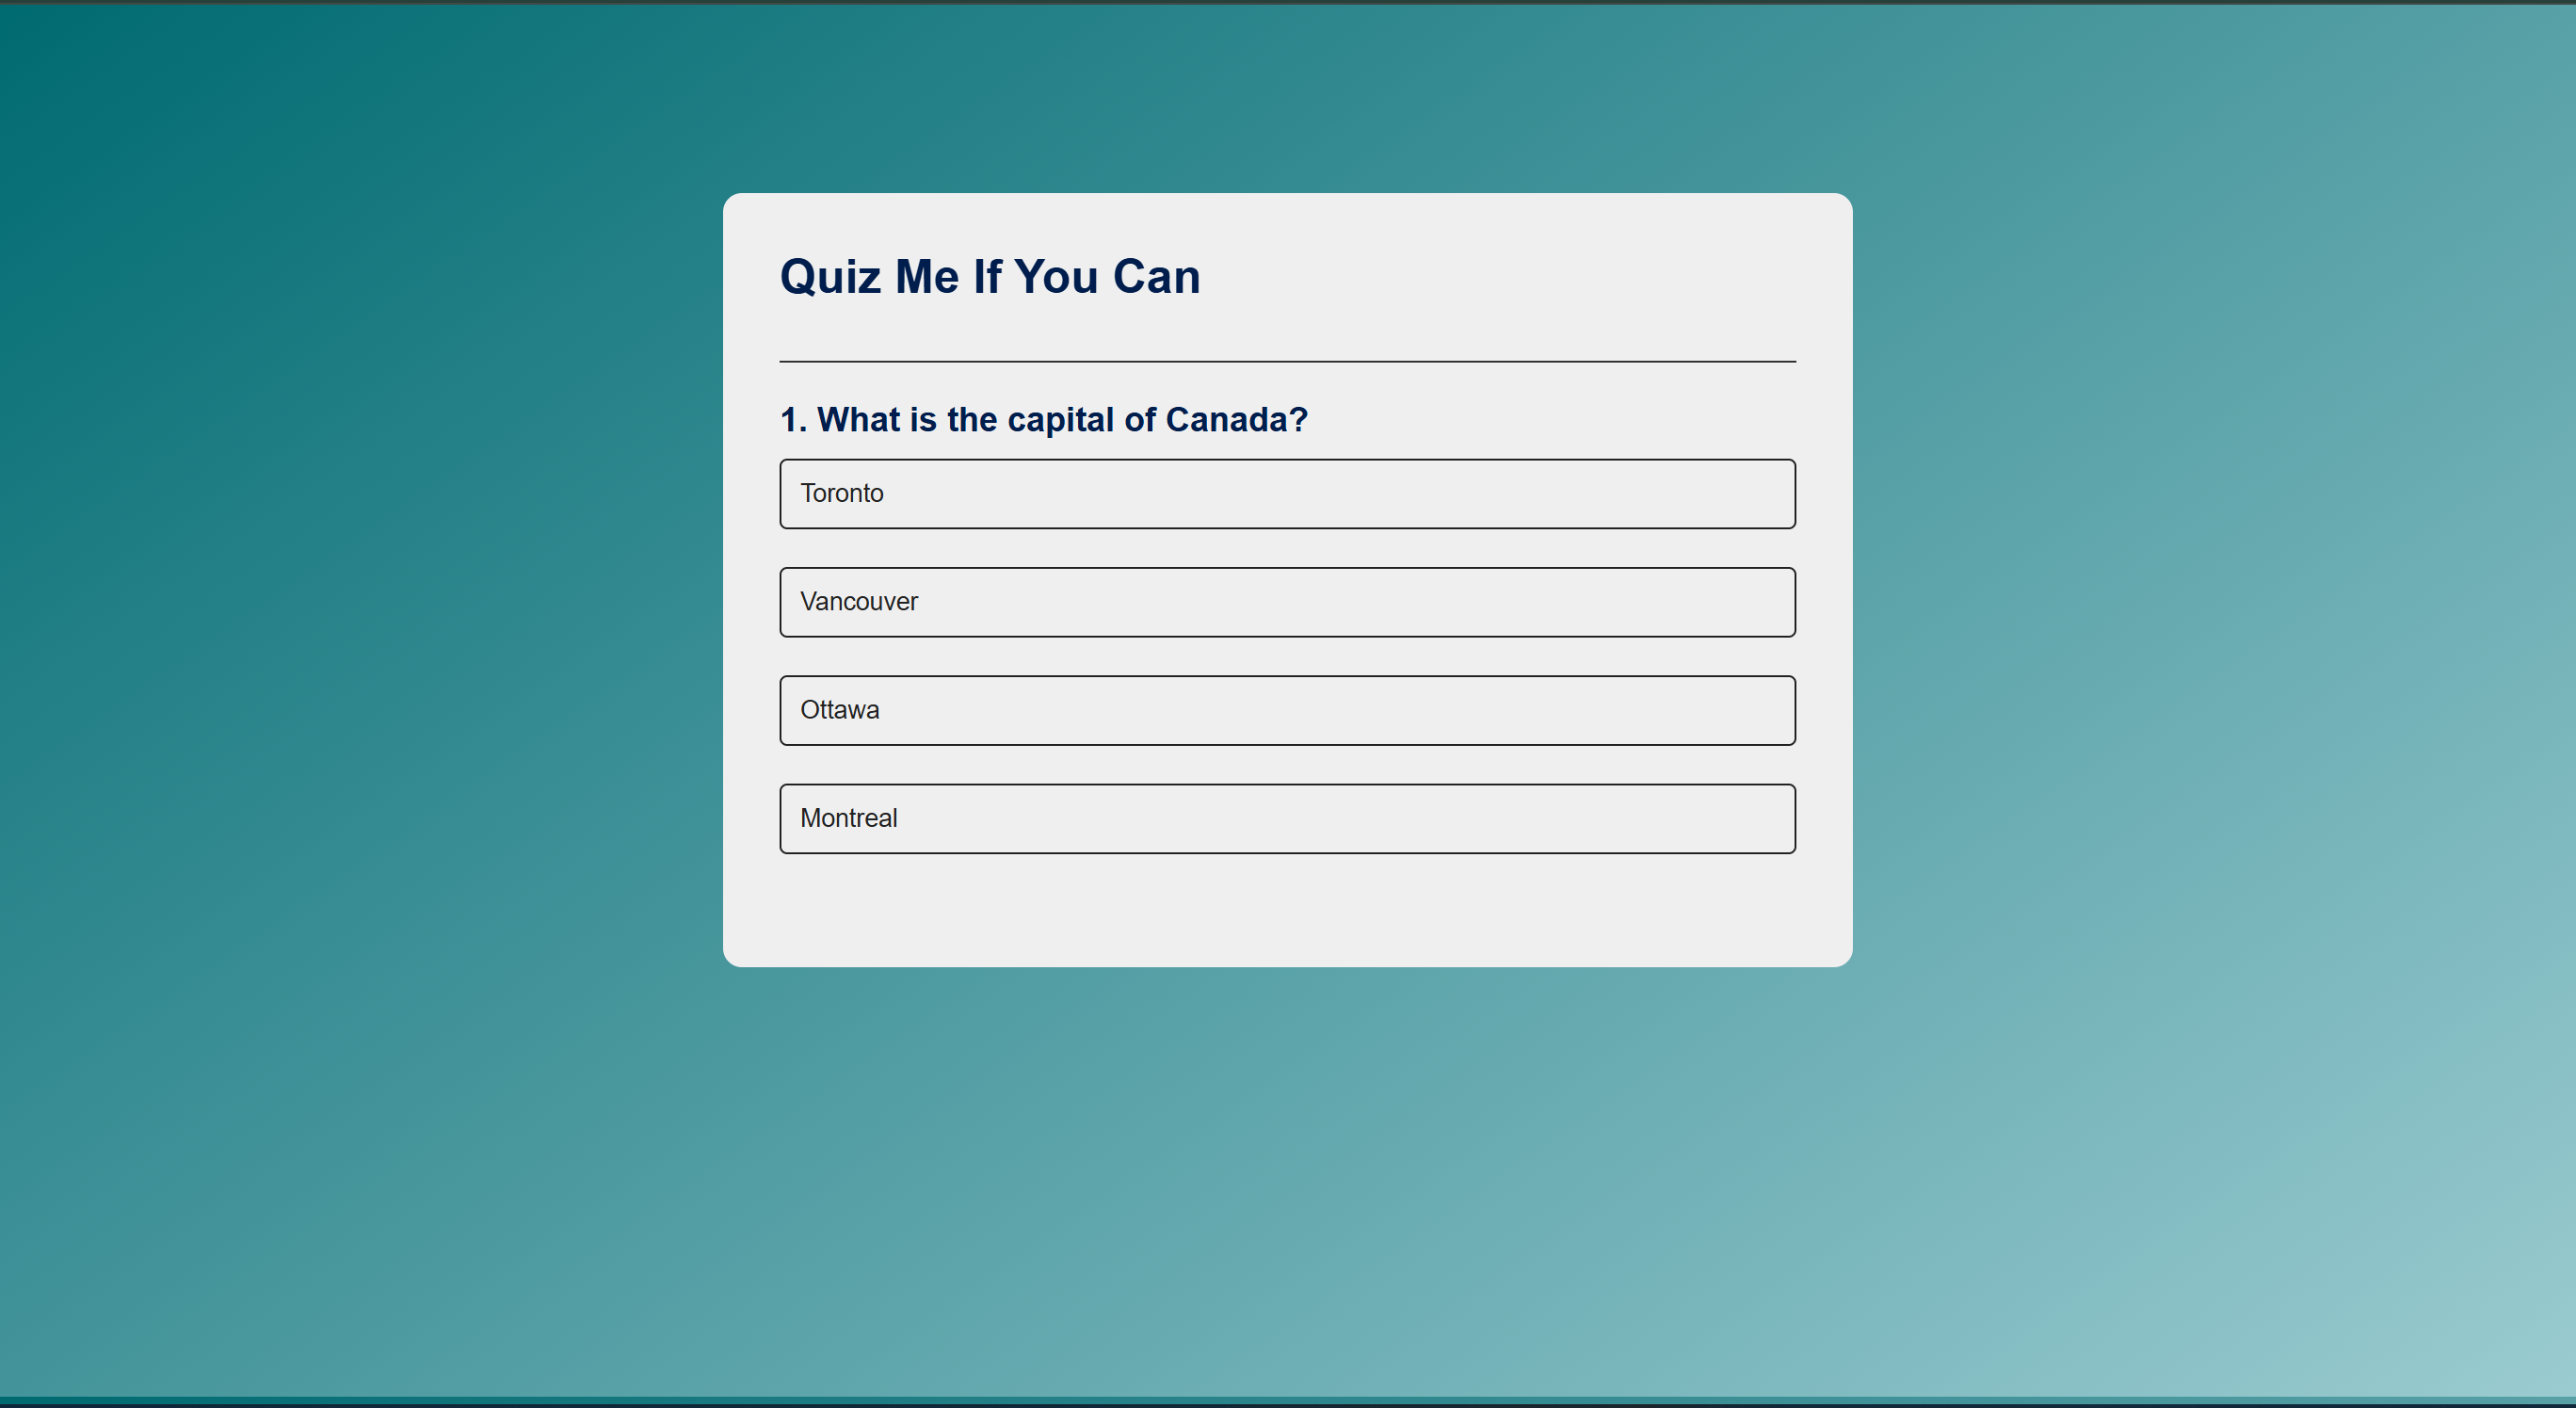 Quiz Me If You Can
1. What is the capital of Canada?
Toronto
Vancouver
Ottawa
Montreal